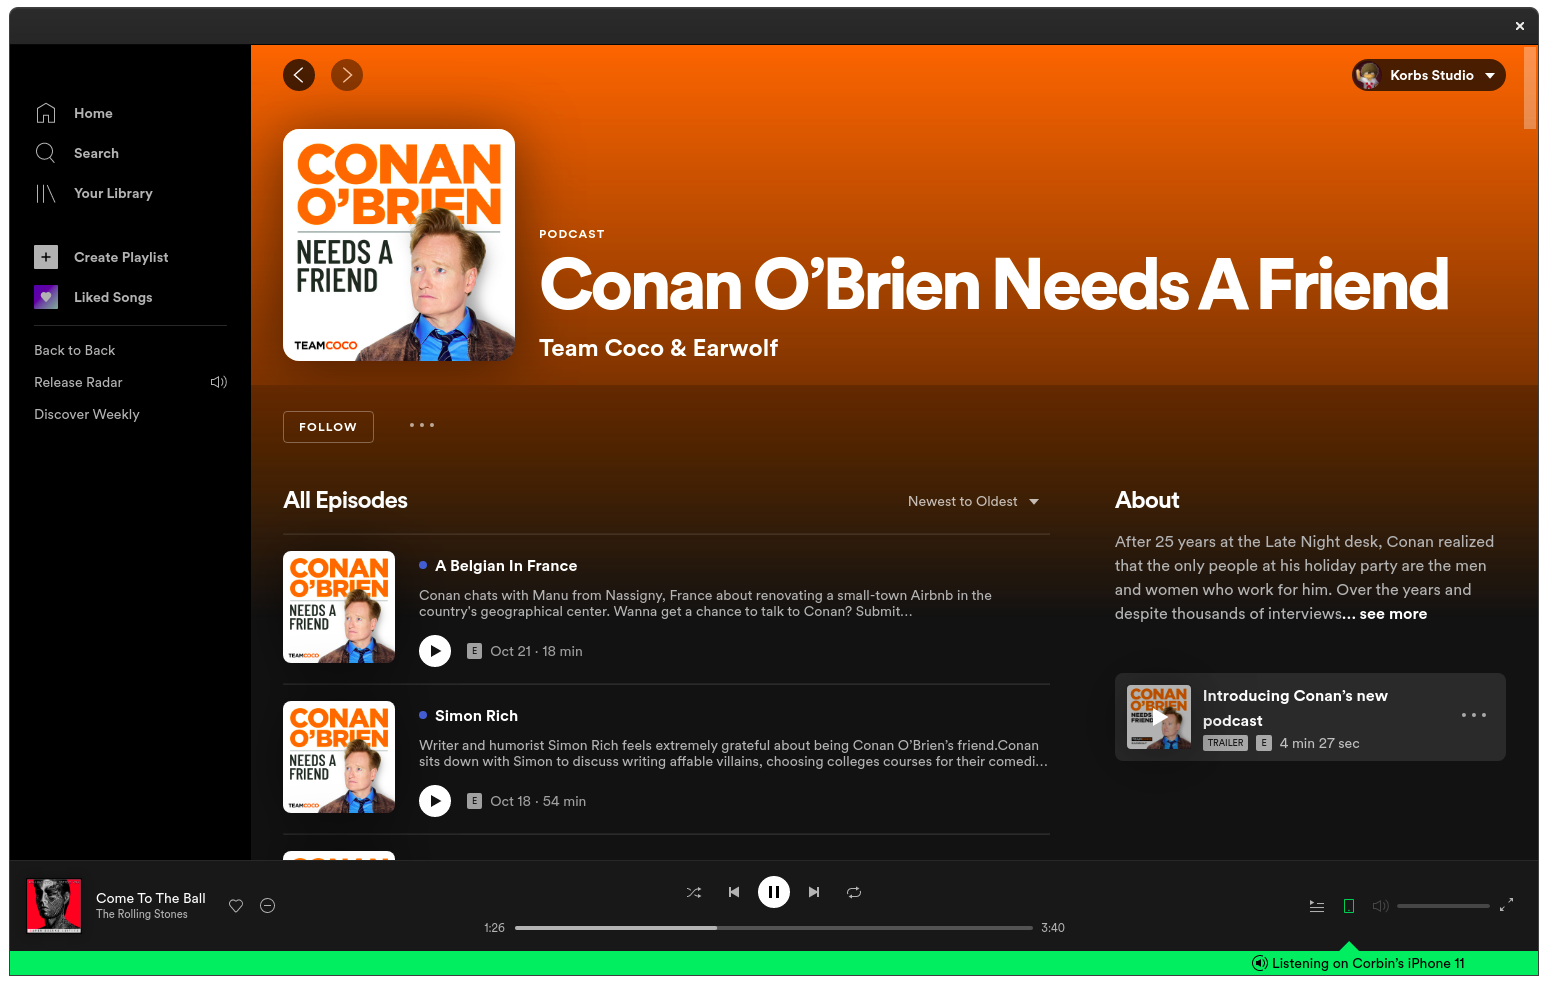 Home
Search
Your Library
Create Playlist
Liked Songs
Back to Back
Release Radar
Discover Weekly
Korbs Studio
CONAN
O'BRIEN
NEEDS A
FRIEND
TEAMCOCO
PODCAST
Conan O'Brien Needs A Friend
Team Coco & Earwolf
FOLLOW
All Episodes
Newest to Oldest
CONAN
O'BRIEN
NEEDS A
FRIEND
TEAMCOCO
A Belgian In France
Conan chats with Manu from Nassigny, France about renovating a small-town Airbnb in the
country's geographical center. Wanna get a chance to talk to Conan? Submit...
E Oct 21 · 18 min
CONAN
O'BRIEN
NEEDS A
FRIEND
TEAMCOCO
Simon Rich
Writer and humorist Simon Rich feels extremely grateful about being Conan O'Brien's friend.Conan
sits down with Simon to discuss writing affable villains, choosing colleges courses for their comedi...
E Oct 18 · 54 min
About
After 25 years at the Late Night desk, Conan realized
that the only people at his holiday party are the men
and women who work for him. Over the years and
despite thousands of interviews... see more
CONAN
O'BRIEN
NEEDS A
FRIEND
Introducing Conan's new
podcast
TRAILER E 4 min 27 sec
Come To The Ball
The Rolling Stones
1:26
3:40
Listening on Corbin's iPhone 11